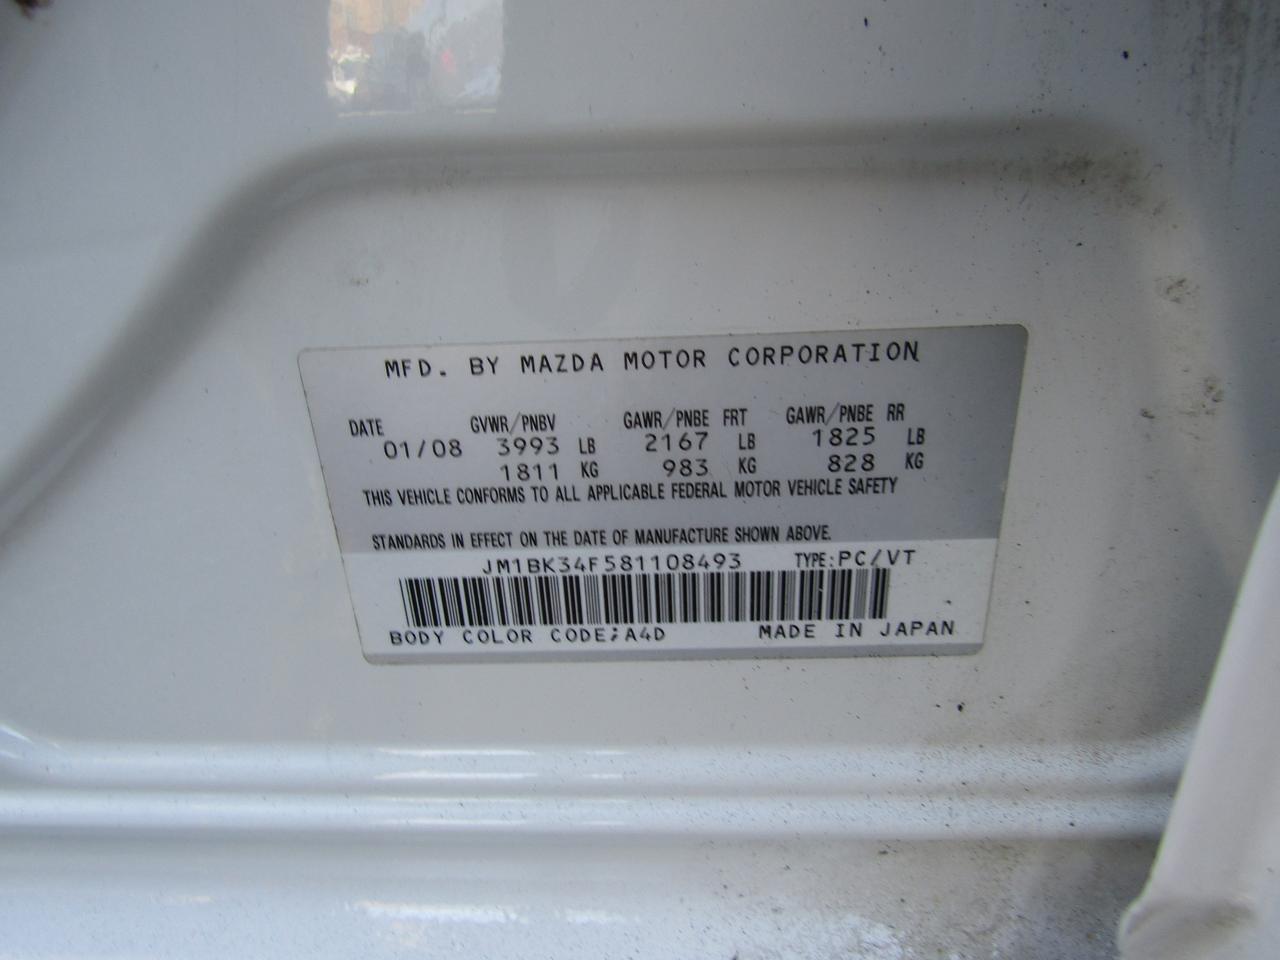 MFD. BY MAZDA MOTOR CORPORATION
DATE GVWR/PNBV GAWR/PNBE FRT GAWR/PNBE RR
01/08 3993 LB 2167 LB 1825 LB
1811 KG 983 KG 828 KG
THIS VEHICLE CONFORMS TO ALL APPLICABLE FEDERAL MOTOR VEHICLE SAFETY
STANDARDS IN EFFECT ON THE DATE OF MANUFACTURE SHOWN ABOVE.
JM1BK34F581108493 TYPE:PC/VT
BODY COLOR CODE;A4D MADE IN JAPAN